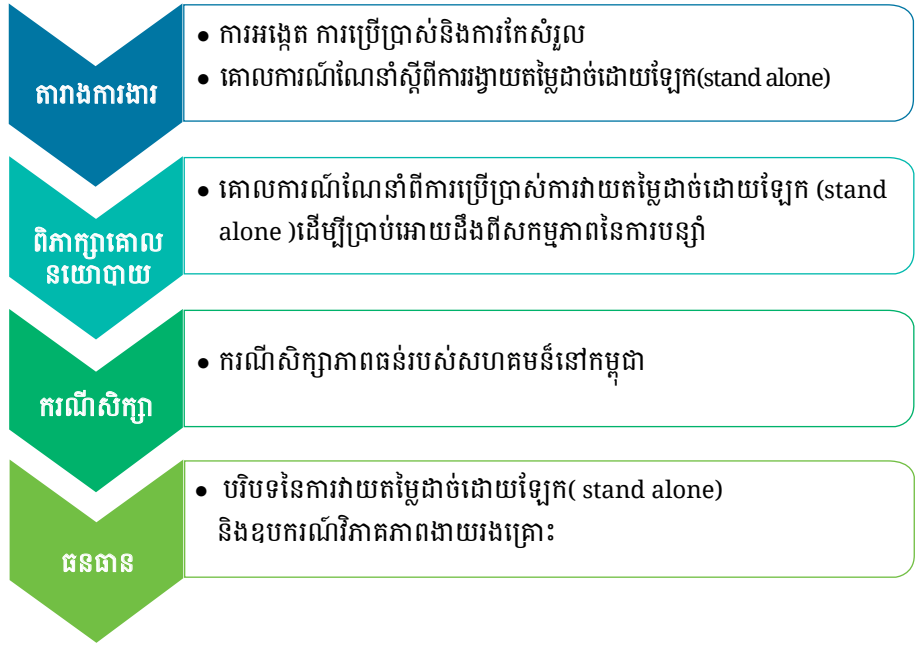 តារាងការងារ
● ការអង្កេត ការប្រើប្រាស់និងការកែសំរួល
● គោលការណ៍ណែនាំស្តីពីការរង្វាយតម្លៃដាច់ដោយឡែក(stand alone)
ពិភាក្សាគោល
នយោបាយ
● គោលការណ៍ណែនាំពីការប្រើប្រាស់ការវាយតម្លៃដាច់ដោយឡែក (stand
alone )ដើម្បីប្រាប់អោយដឹងពីសកម្មភាពនៃការបន្សាំ
ករណីសិក្សា
● ករណីសិក្សាភាពធន់របស់សហគមន៏នៅកម្ពុជា
ធនធាន
● បរិបទនៃការវាយតម្លៃដាច់ដោយឡែក( stand alone)
និងឧបករណ៍វិភាគភាពងាយរងគ្រោះ